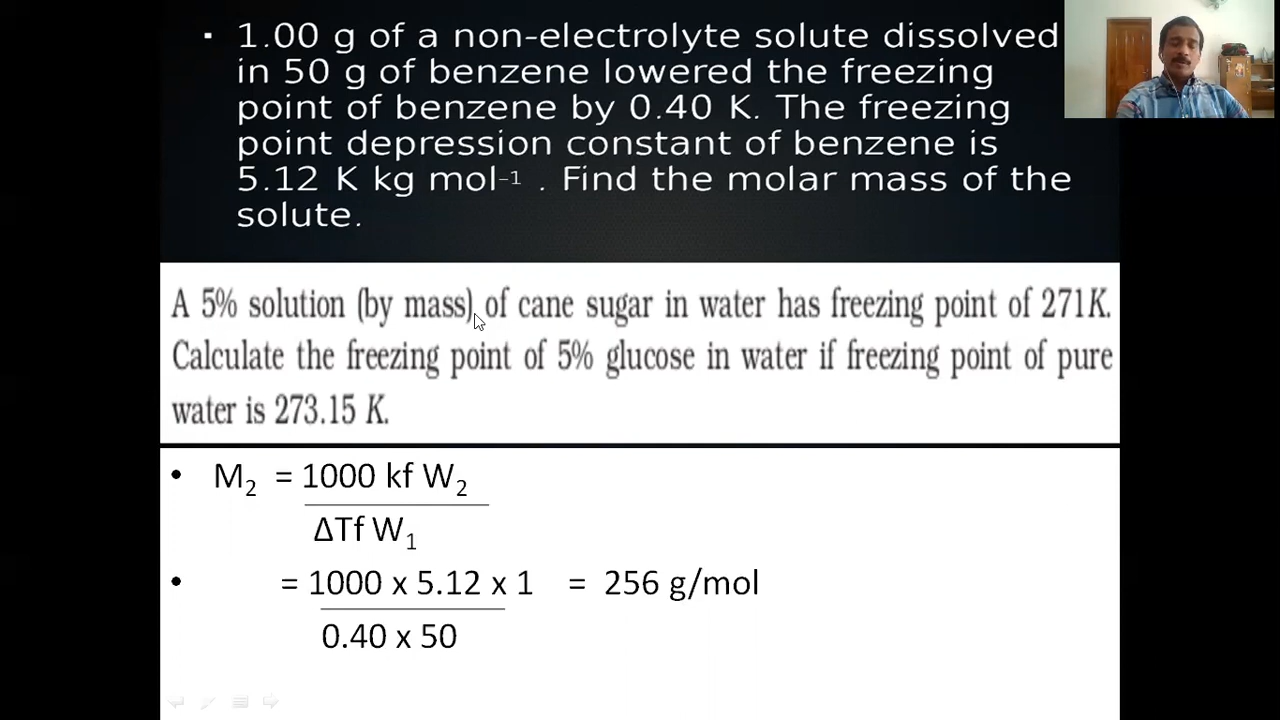 ▪ 1.00 g of a non-electrolyte solute dissolved
in 50 g of benzene lowered the freezing
point of benzene by 0.40 K. The freezing
point depression constant of benzene is
5.12 K kg mol⁻¹ . Find the molar mass of the
solute.
A 5% solution (by mass) of cane sugar in water has freezing point of 271K.
Calculate the freezing point of 5% glucose in water if freezing point of pure
water is 273.15 K.
• M₂ = 1000 kf W₂
ΔTf W₁
• = 1000 x 5.12 x 1 = 256 g/mol
0.40 x 50